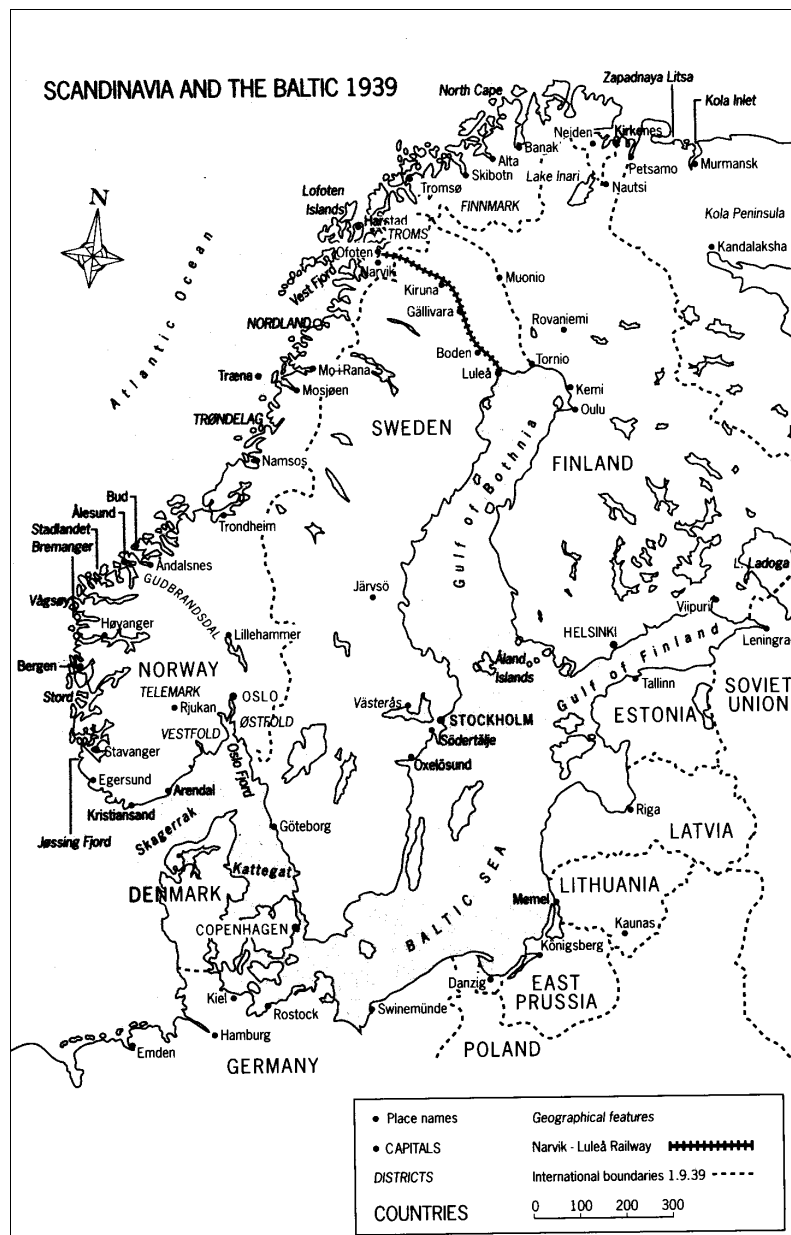 SCANDINAVIA AND THE BALTIC 1939
North Cape
Zapadnaya Litsa
Kola Inlet
Banak
Neiden
Kirkenes
Alta
Skibotn
Lake Inari
Petsamo
Murmansk
Tromsø
Nautsi
Lofoten
Islands
FINNMARK
N
Harstad
TROMS
Kola Peninsula
Ofoten
Kandalaksha
Narvik
Vest Fjord
Kiruna
Muonio
Atlantic Ocean
Gällivara
NORDLAND
Rovaniemi
Boden
Tornio
Træna
Mo i Rana
Luleå
Mosjøen
Kemi
Oulu
TRØNDELAG
SWEDEN
Gulf of Bothnia
FINLAND
Namsos
Bud
Ålesund
Trondheim
Stadlandet
Bremanger
Andalsnes
L. Ladoga
GUDBRANDSDAL
Järvsö
Vågsøy
Viipuri
Høyanger
Lillehammer
HELSINKI
Leningrad
Gulf of Finland
Bergen
NORWAY
Åland
Islands
Tallinn
SOVIET
UNION
TELEMARK
OSLO
Stord
Rjukan
Västerås
ØSTFOLD
STOCKHOLM
ESTONIA
VESTFOLD
Södertälje
Stavanger
Oslo Fjord
Oxelösund
Egersund
Arendal
Kristiansand
Riga
Jøssing Fjord
Skagerrak
Göteborg
LATVIA
Kattegat
DENMARK
BALTIC SEA
LITHUANIA
Memel
COPENHAGEN
Kaunas
Königsberg
Danzig
EAST
PRUSSIA
Kiel
Rostock
Swinemünde
Hamburg
Emden
GERMANY
POLAND
Place names
Geographical features
CAPITALS
Narvik - Luleå Railway
DISTRICTS
International boundaries 1.9.39
COUNTRIES
0 100 200 300